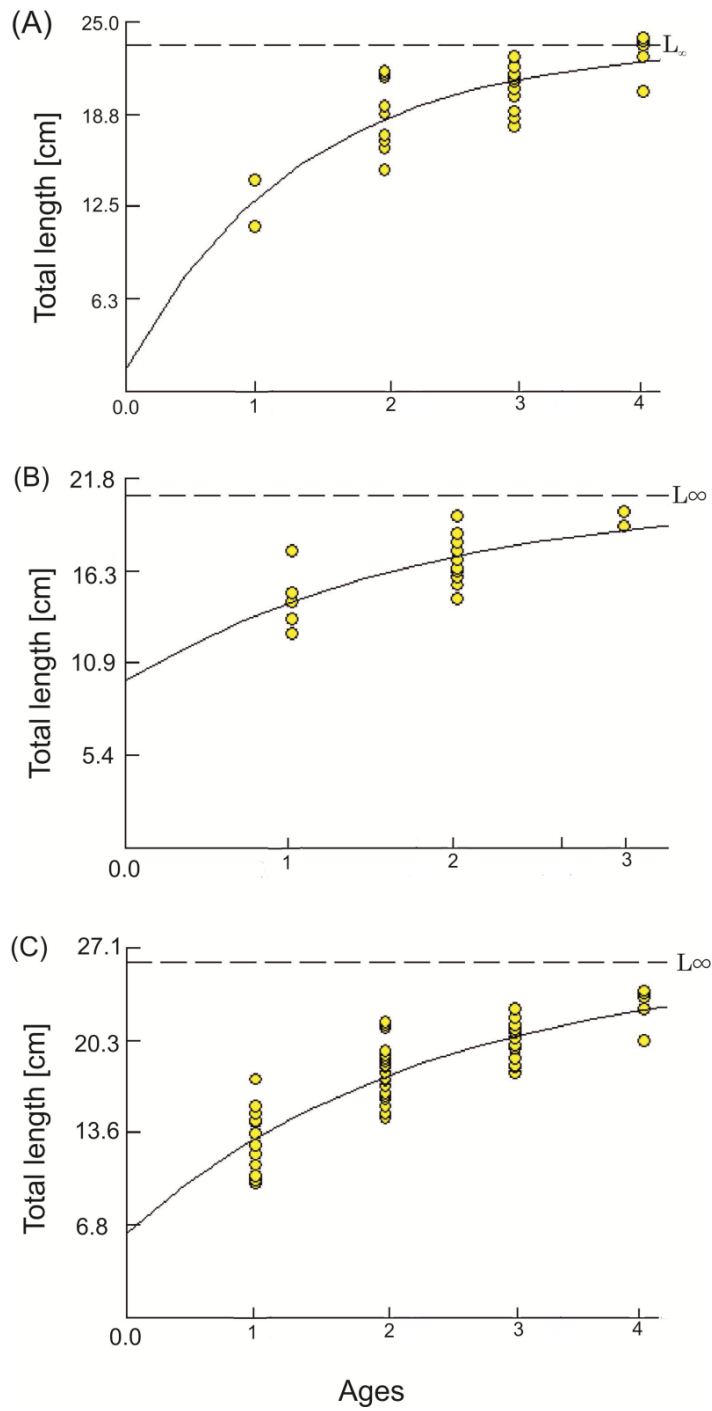 (A)
25.0
L∞
18.8
12.5
6.3
0.0 1 2 3 4
Total length [cm]
(B)
21.8
L∞
16.3
10.9
5.4
0.0 1 2 3
Total length [cm]
(C)
27.1
L∞
20.3
13.6
6.8
0.0 1 2 3 4
Total length [cm]
Ages